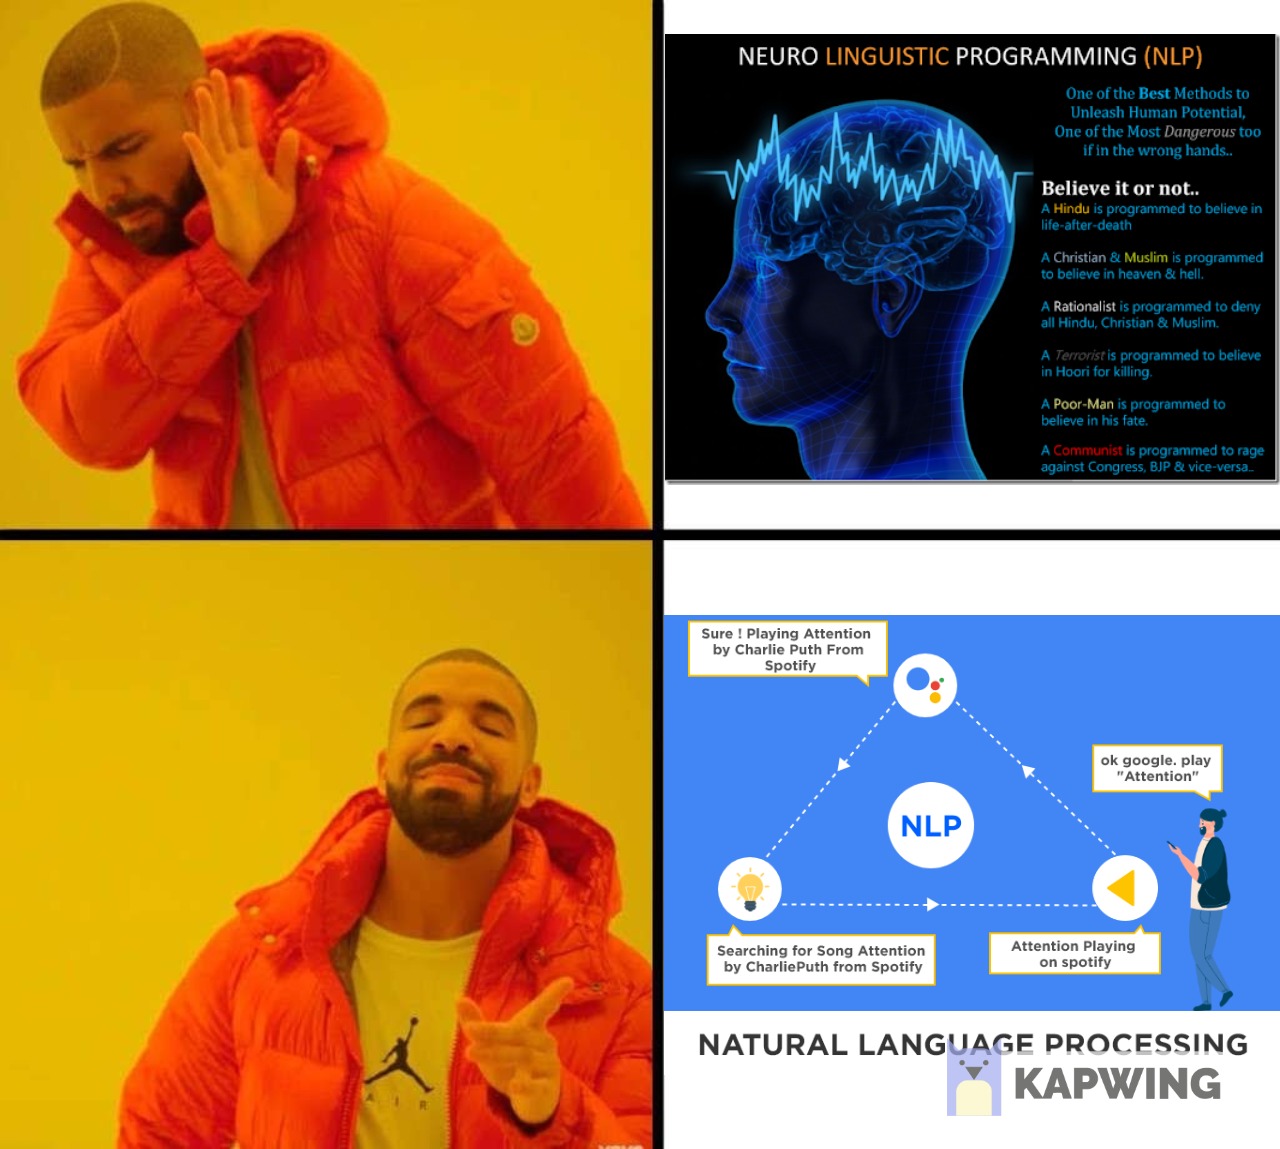 NEURO LINGUISTIC PROGRAMMING (NLP)
One of the Best Methods to
Unleash Human Potential,
One of the Most Dangerous too
if in the wrong hands..
Believe it or not..
A Hindu is programmed to believe in
life-after-death
A Christian & Muslim is programmed
to believe in heaven & hell.
A Rationalist is programmed to deny
all Hindu, Christian & Muslim.
A Terrorist is programmed to believe
in Hoori for killing.
A Poor-Man is programmed to
believe in his fate.
A Communist is programmed to rage
against Congress, BJP & vice-versa..
Sure ! Playing Attention
by Charlie Puth From
Spotify
ok google. play
"Attention"
NLP
Searching for Song Attention
by CharliePuth from Spotify
Attention Playing
on spotify
AIR
NATURAL LANGUAGE PROCESSING
KAPWING